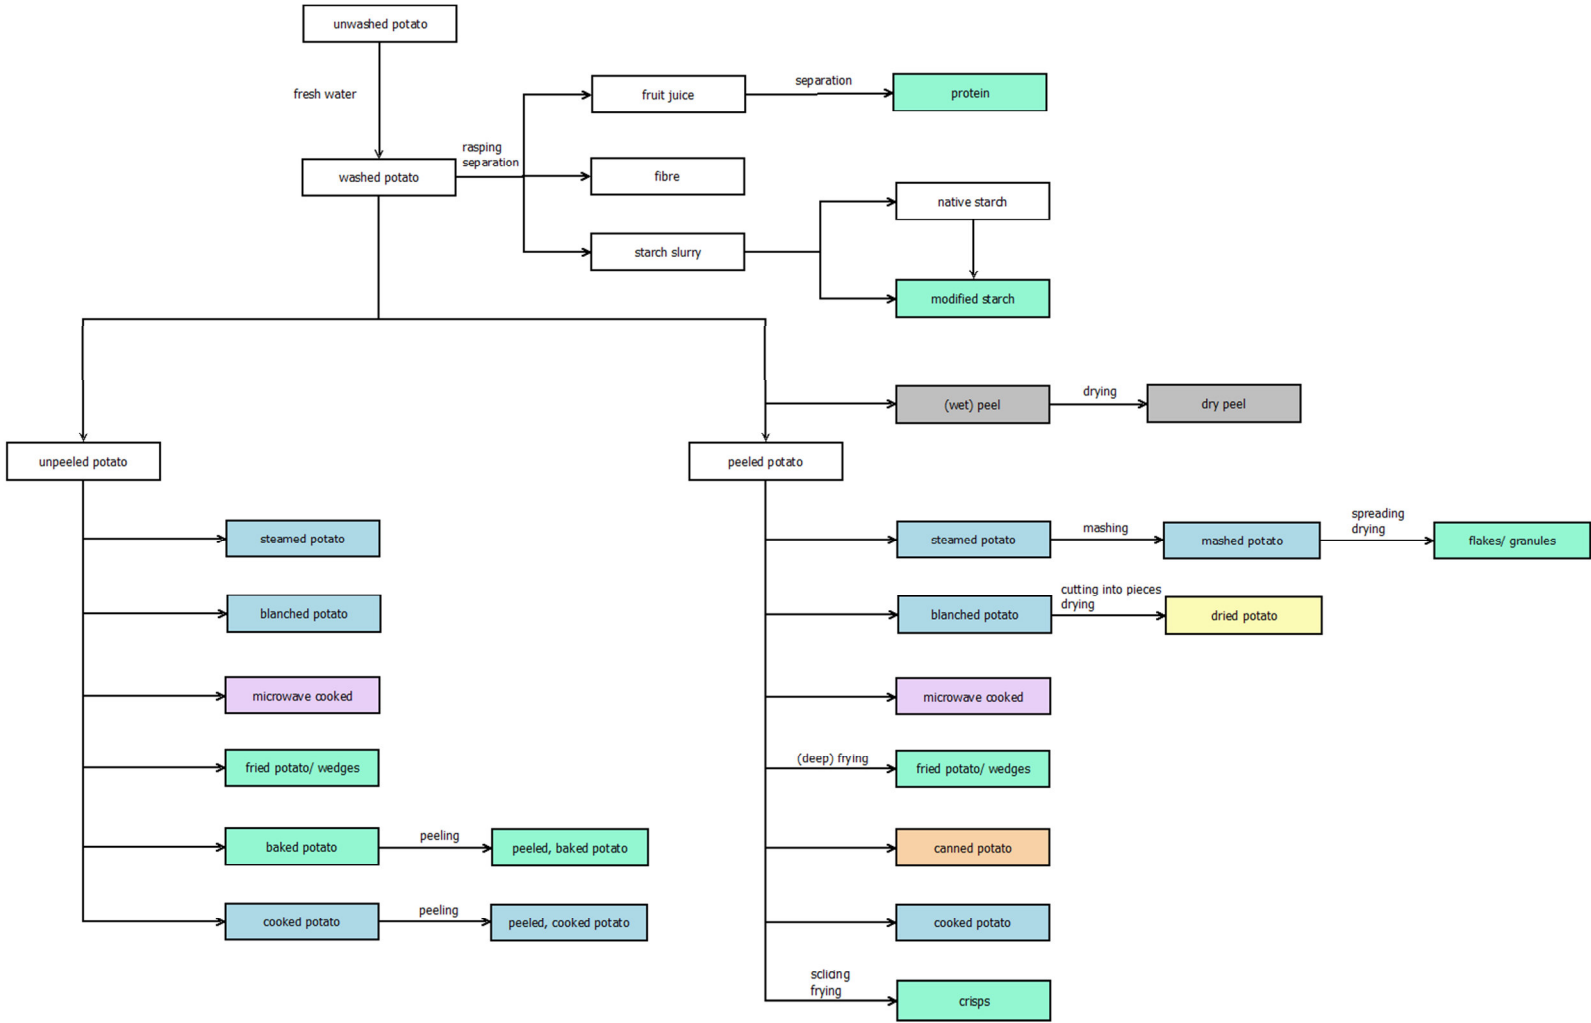 unwashed potato
fresh water
separation
fruit juice
protein
rasping
separation
washed potato
fibre
native starch
starch slurry
modified starch
(wet) peel
drying
dry peel
unpeeled potato
peeled potato
steamed potato
steamed potato
mashing
mashed potato
spreading
drying
flakes/ granules
blanched potato
blanched potato
cutting into pieces
drying
dried potato
microwave cooked
microwave cooked
fried potato/ wedges
(deep) frying
fried potato/ wedges
baked potato
peeling
peeled, baked potato
canned potato
cooked potato
peeling
peeled, cooked potato
cooked potato
scliding
frying
crisps